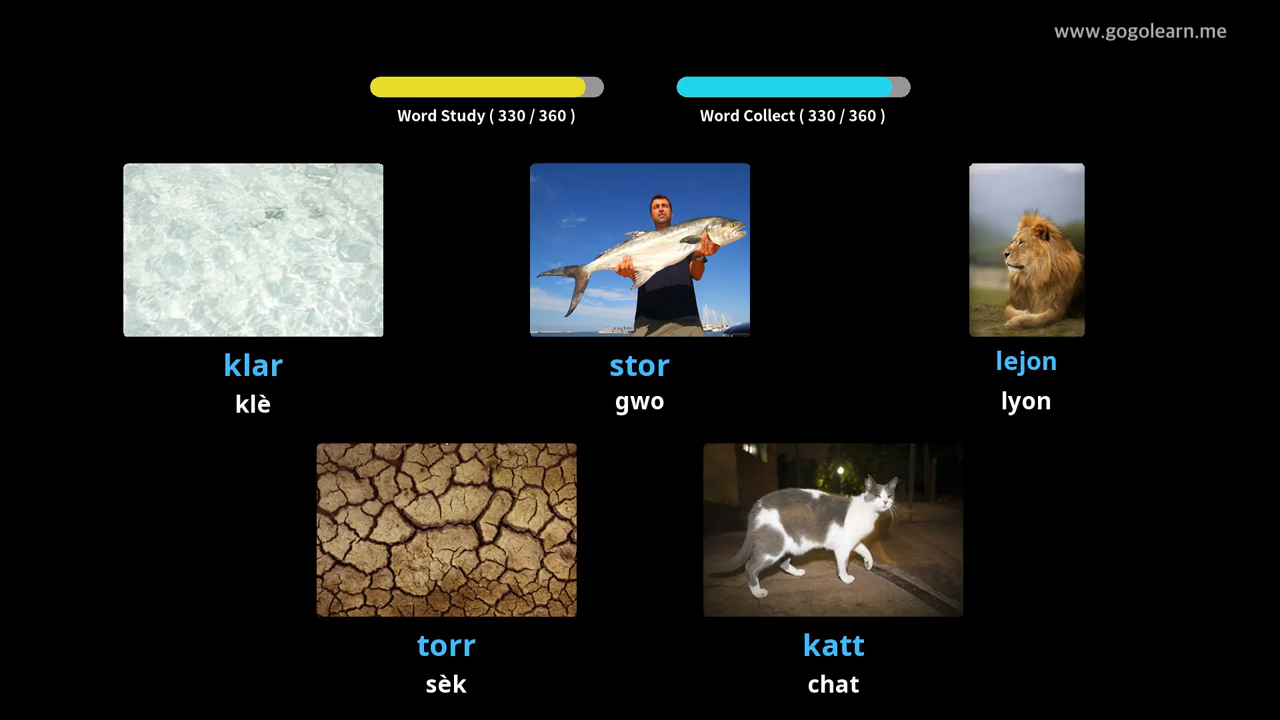 www.gogolearn.me
Word Study ( 330 / 360 )
Word Collect ( 330 / 360 )
klar
klè
stor
gwo
lejon
lyon
torr
sèk
katt
chat